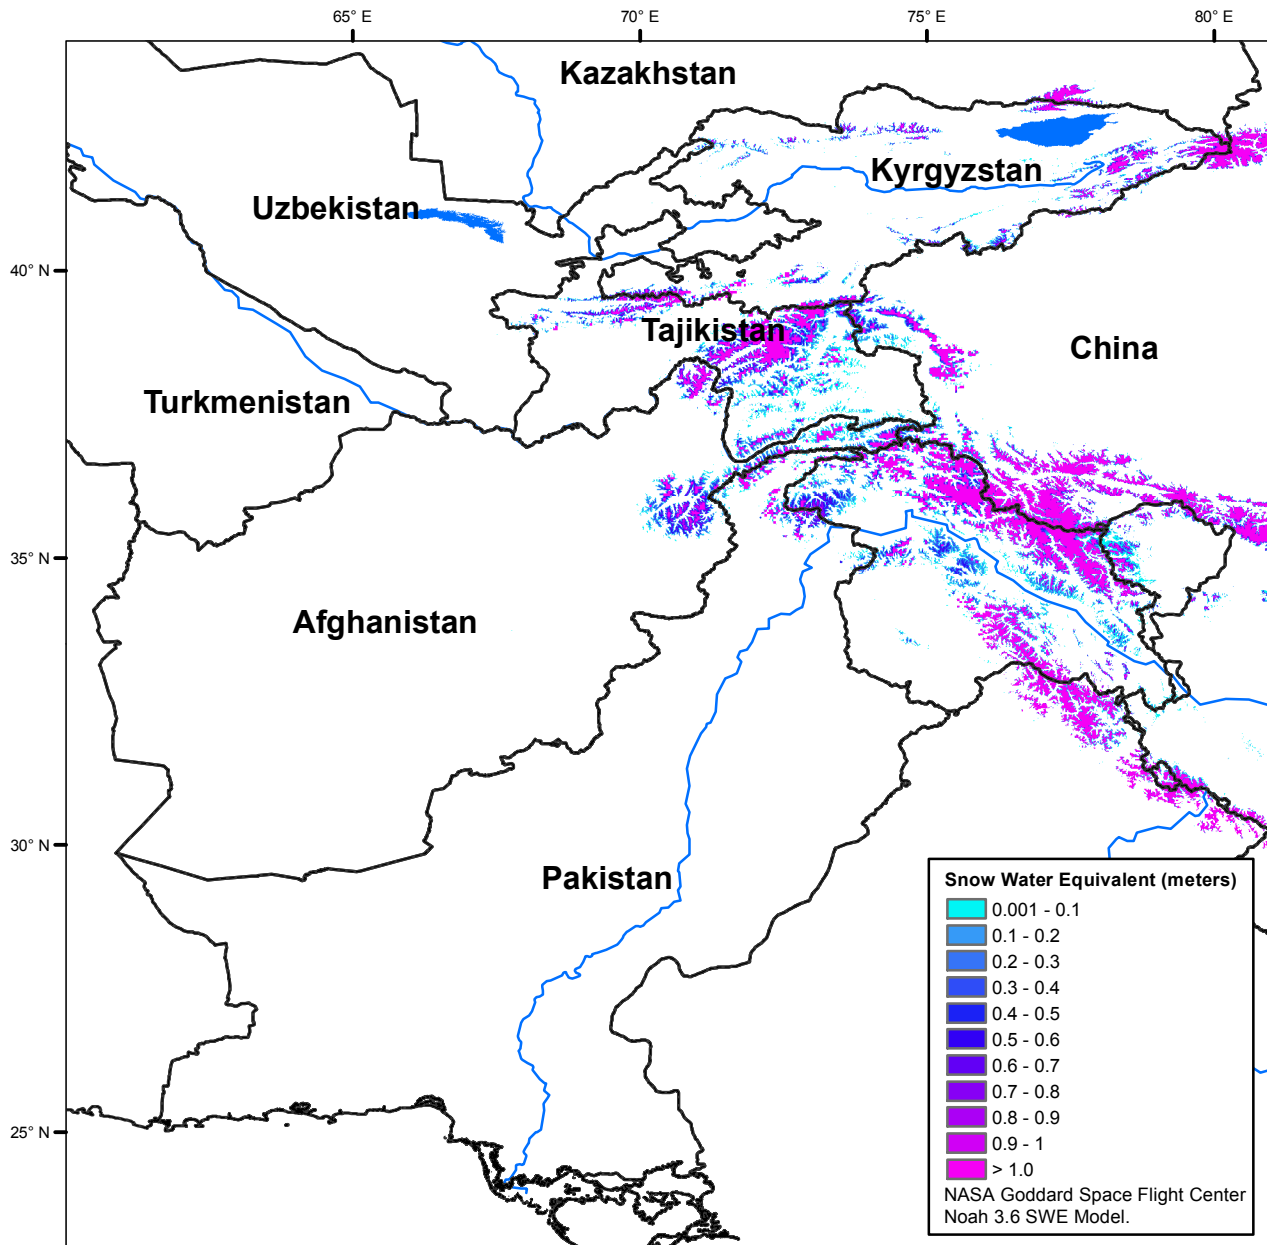 65° E
70° E
75° E
80° E
Kazakhstan
Kyrgyzstan
Uzbekistan
40° N
Tajikistan
China
Turkmenistan
35° N
Afghanistan
30° N
Pakistan
25° N
Snow Water Equivalent (meters)
0.001 - 0.1
0.1 - 0.2
0.2 - 0.3
0.3 - 0.4
0.4 - 0.5
0.5 - 0.6
0.6 - 0.7
0.7 - 0.8
0.8 - 0.9
0.9 - 1
> 1.0
NASA Goddard Space Flight Center
Noah 3.6 SWE Model.